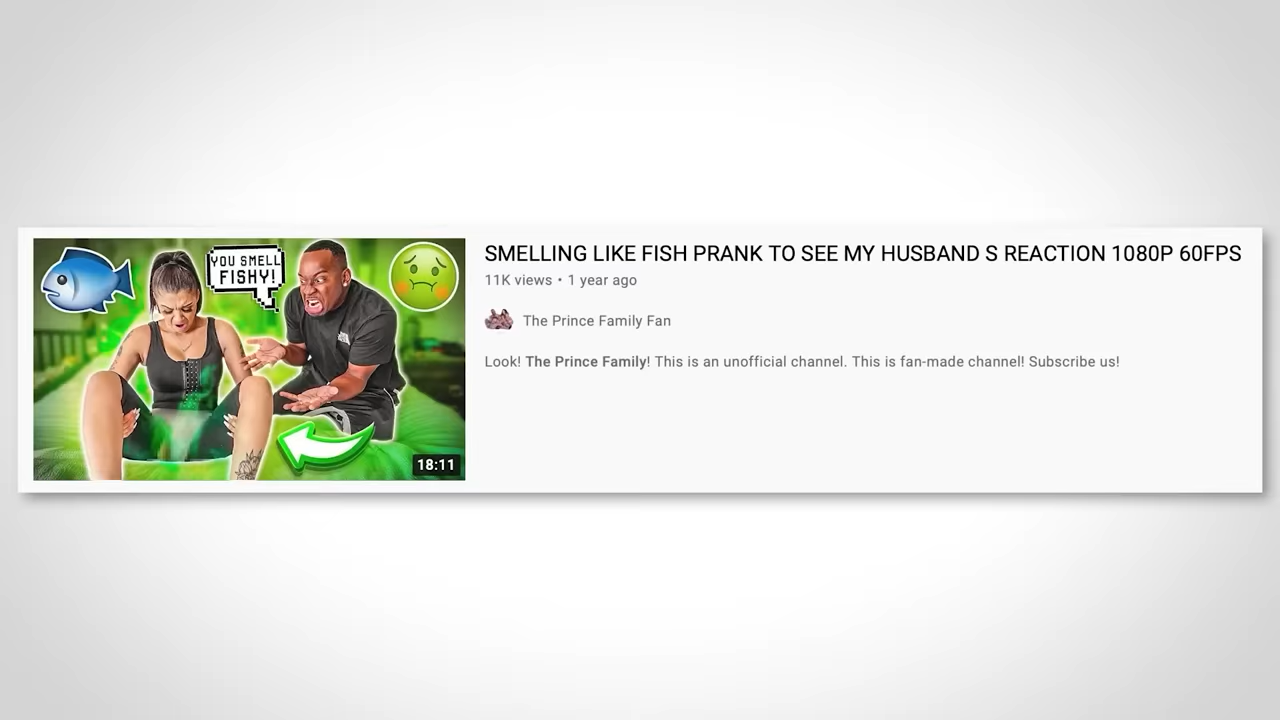 YOU SMELL
FISHY!
18:11
SMELLING LIKE FISH PRANK TO SEE MY HUSBAND S REACTION 1080P 60FPS
11K views • 1 year ago
The Prince Family Fan
Look! The Prince Family! This is an unofficial channel. This is fan-made channel! Subscribe us!